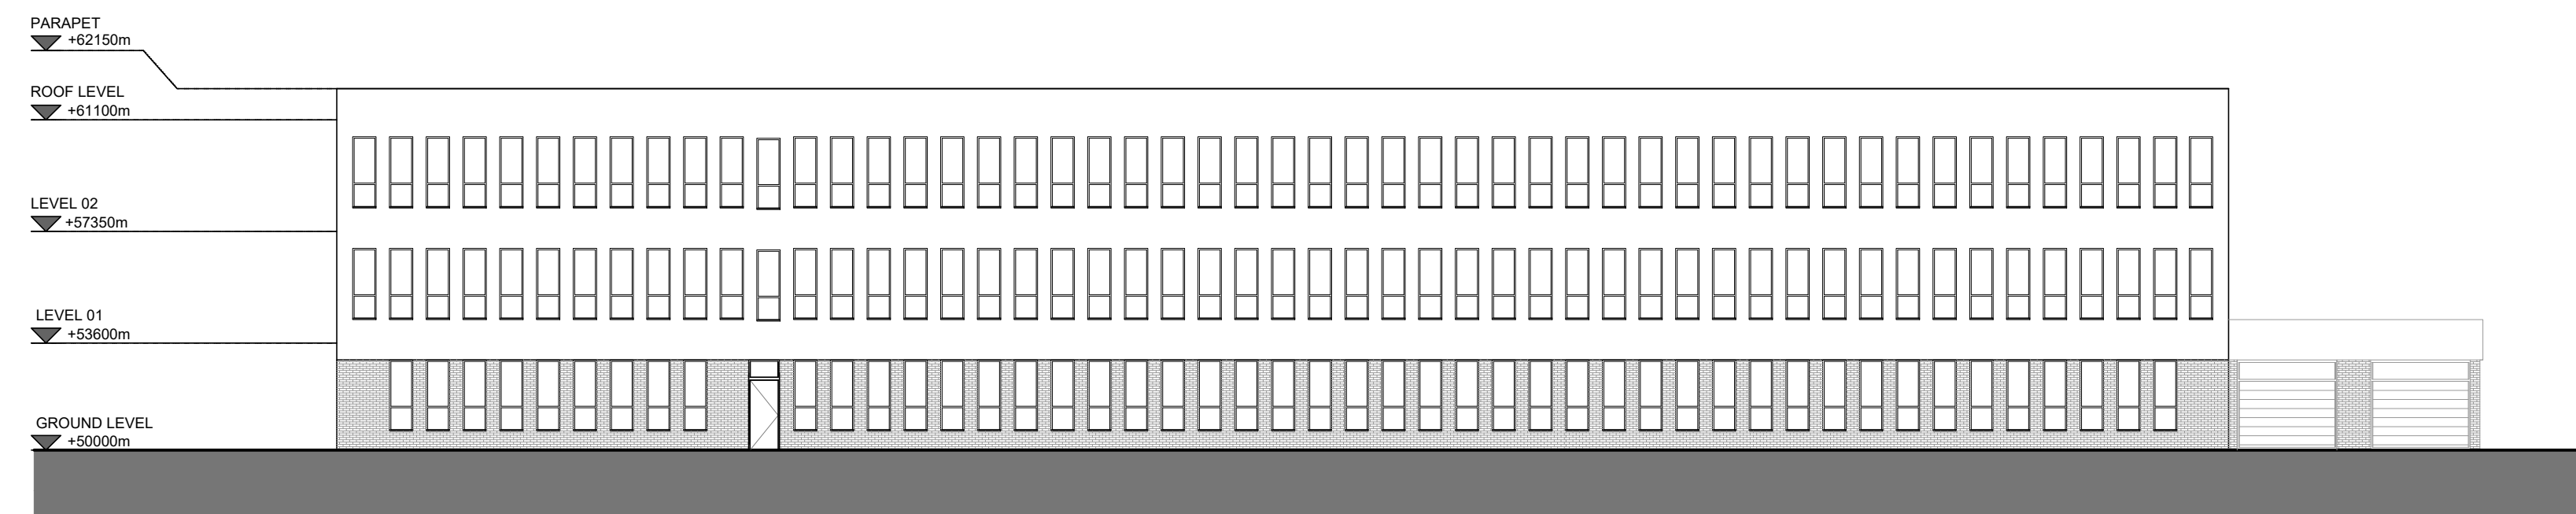 PARAPET
+62150m
ROOF LEVEL
+61100m
LEVEL 02
+57350m
LEVEL 01
+53600m
GROUND LEVEL
+50000m